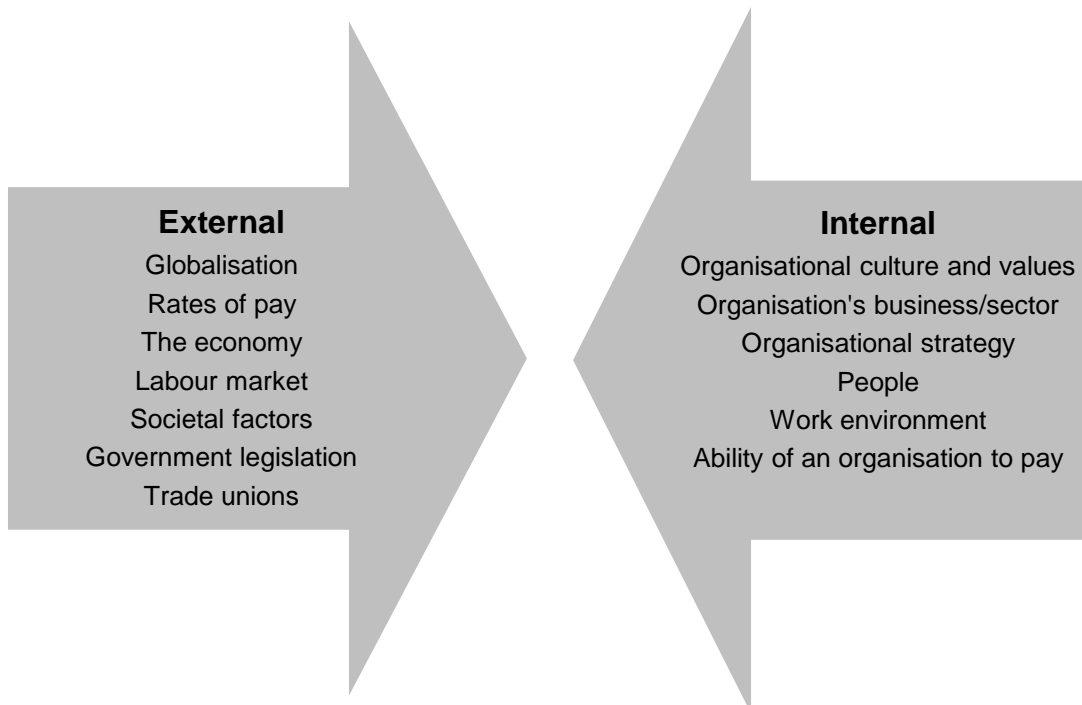 External
Globalisation
Rates of pay
The economy
Labour market
Societal factors
Government legislation
Trade unions
Internal
Organisational culture and values
Organisation's business/sector
Organisational strategy
People
Work environment
Ability of an organisation to pay